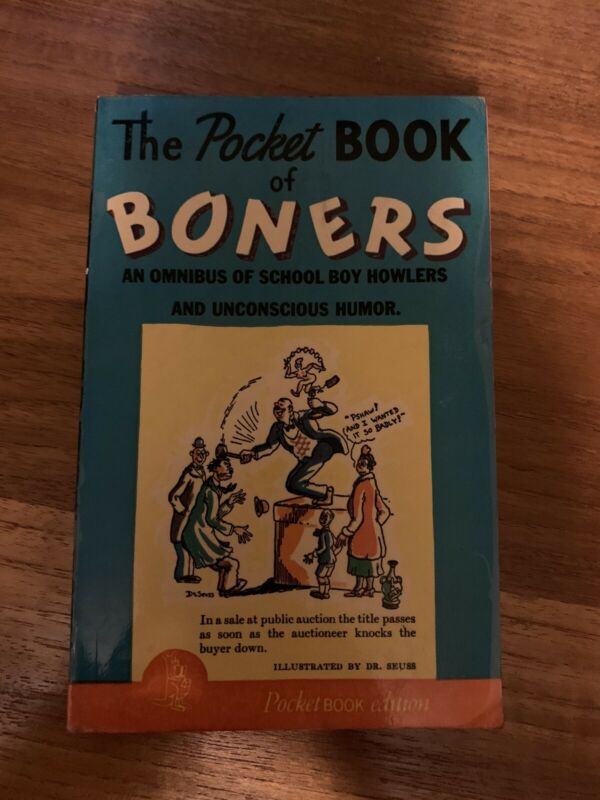 The Pocket BOOK
of
BONERS
AN OMNIBUS OF SCHOOL BOY HOWLERS
AND UNCONSCIOUS HUMOR.
"PSHAW!
(AND I WANTED
IT SO BADLY!"
Dr. Seuss
In a sale at public auction the title passes
as soon as the auctioneer knocks the
buyer down.
ILLUSTRATED BY DR. SEUSS
Pocket BOOK edition